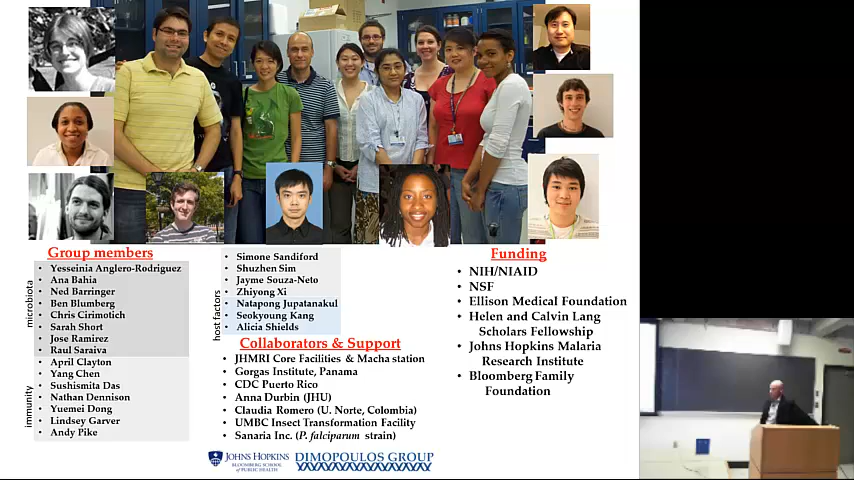 Group members
microbiota
Yesseinia Anglero-Rodriguez
Ana Bahia
Ned Barringer
Ben Blumberg
Chris Cirimotich
Sarah Short
Jose Ramirez
Raul Saraiva
immunity
April Clayton
Yang Chen
Sushismita Das
Nathan Dennison
Yuemei Dong
Lindsey Garver
Andy Pike
Simone Sandiford
Shuzhen Sim
Jayme Souza-Neto
Zhiyong Xi
host factors
Natapong Jupatanakul
Seokyoung Kang
Alicia Shields
Collaborators & Support
JHMRI Core Facilities & Macha station
Gorgas Institute, Panama
CDC Puerto Rico
Anna Durbin (JHU)
Claudia Romero (U. Norte, Colombia)
UMBC Insect Transformation Facility
Sanaria Inc. (P. falciparum strain)
Funding
NIH/NIAID
NSF
Ellison Medical Foundation
Helen and Calvin Lang
Scholars Fellowship
Johns Hopkins Malaria
Research Institute
Bloomberg Family
Foundation
JOHNS HOPKINS
BLOOMBERG SCHOOL
of PUBLIC HEALTH
DIMOPOULOS GROUP